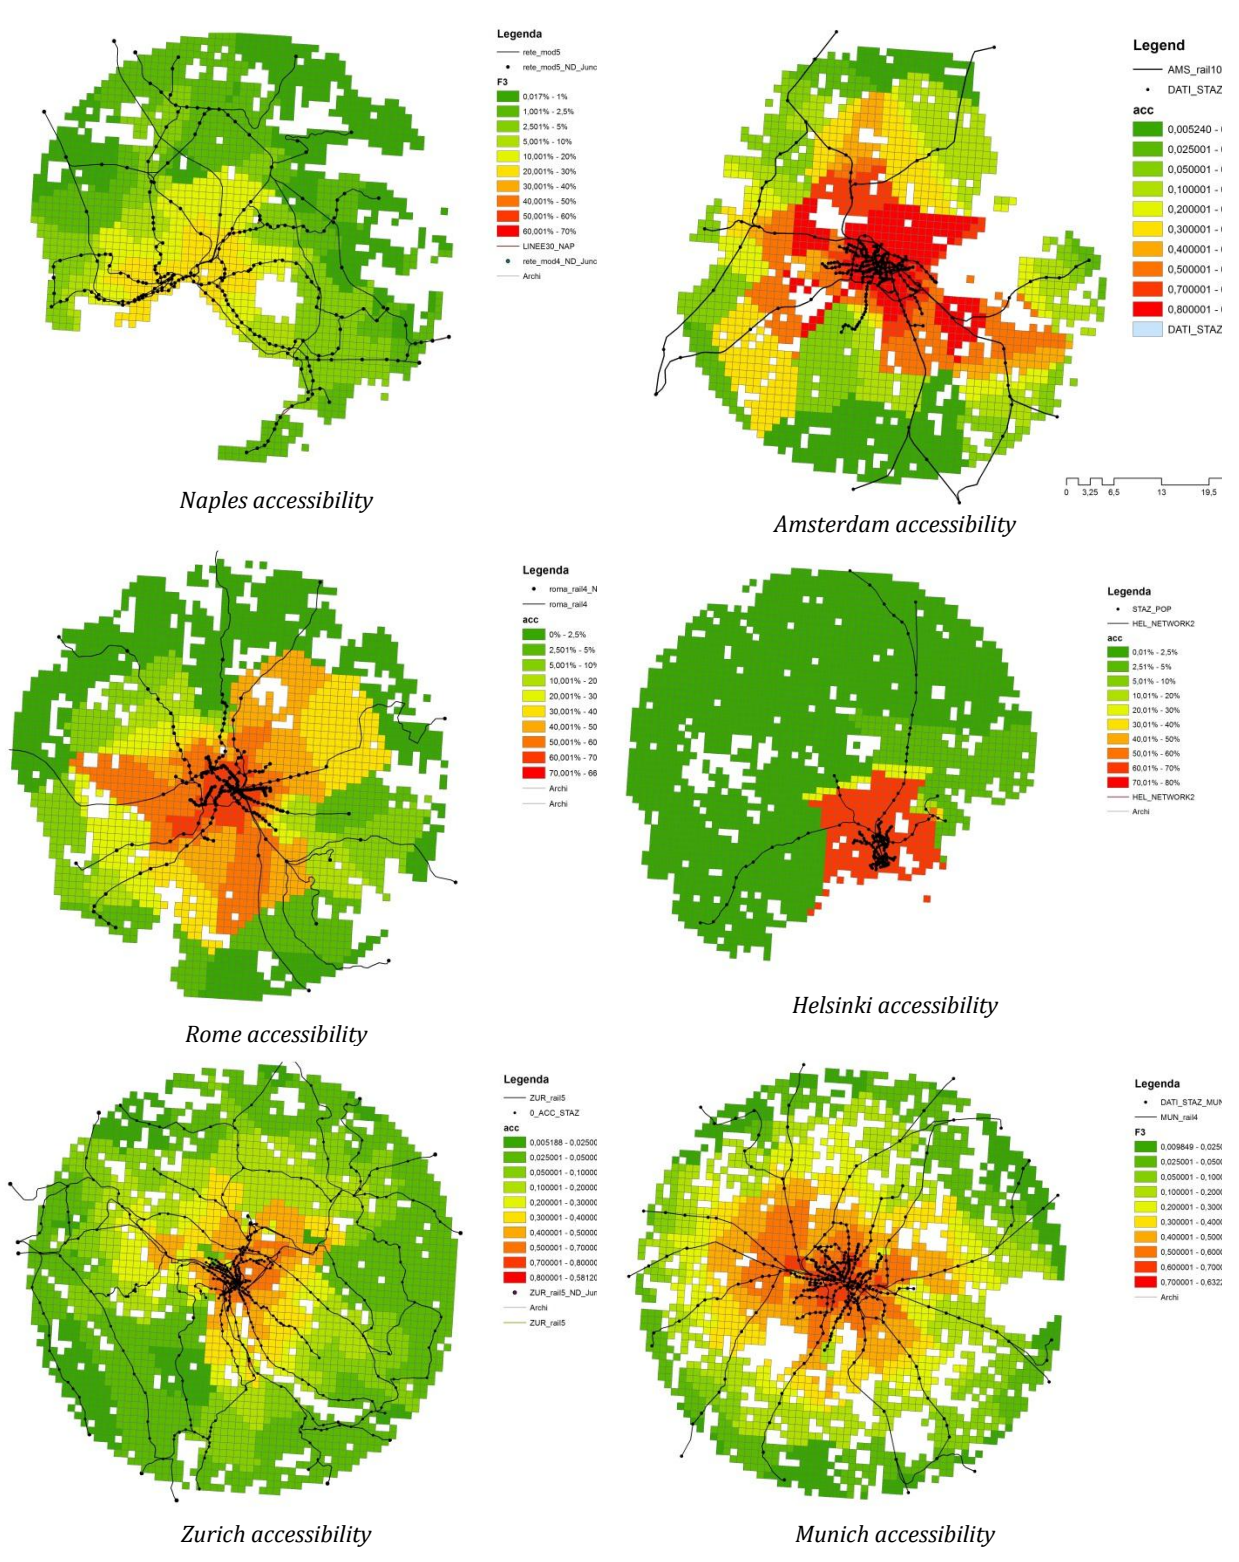 Legenda
rete_mod5
rete_mod5_ND_Junc
F3
0,017% - 1%
1,001% - 2,5%
2,501% - 5%
5,001% - 10%
10,001% - 20%
20,001% - 30%
30,001% - 40%
40,001% - 50%
50,001% - 60%
60,001% - 70%
LINEE30_NAP
rete_mod4_ND_Junc
Archi
Naples accessibility
Legend
AMS_rail10
DATI_STAZ
acc
0,005240 -
0,025001 -
0,050001 -
0,100001 -
0,200001 -
0,300001 -
0,400001 -
0,500001 -
0,700001 -
0,800001 -
DATI_STAZ
0 3,25 6,5 13 19,5
Amsterdam accessibility
Legenda
roma_rail4_N
roma_rail4
acc
0% - 2,5%
2,501% - 5%
5,001% - 10%
10,001% - 20
20,001% - 30
30,001% - 40
40,001% - 50
50,001% - 60
60,001% - 70
70,001% - 66
Archi
Archi
Rome accessibility
Legenda
STAZ_POP
HEL_NETWORK2
acc
0,01% - 2,5%
2,51% - 5%
5,01% - 10%
10,01% - 20%
20,01% - 30%
30,01% - 40%
40,01% - 50%
50,01% - 60%
60,01% - 70%
70,01% - 80%
HEL_NETWORK2
Archi
Helsinki accessibility
Legenda
ZUR_rail5
0_ACC_STAZ
acc
0,005188 - 0,02500
0,025001 - 0,05000
0,050001 - 0,10000
0,100001 - 0,20000
0,200001 - 0,30000
0,300001 - 0,40000
0,400001 - 0,50000
0,500001 - 0,70000
0,700001 - 0,80000
0,800001 - 0,58120
ZUR_rail5_ND_Jun
Archi
ZUR_rail5
Zurich accessibility
Legenda
DATI_STAZ_MUN
MUN_rail4
F3
0,009849 - 0,0250
0,025001 - 0,0500
0,050001 - 0,1000
0,100001 - 0,2000
0,200001 - 0,3000
0,300001 - 0,4000
0,400001 - 0,5000
0,500001 - 0,6000
0,600001 - 0,7000
0,700001 - 0,6322
Archi
Munich accessibility